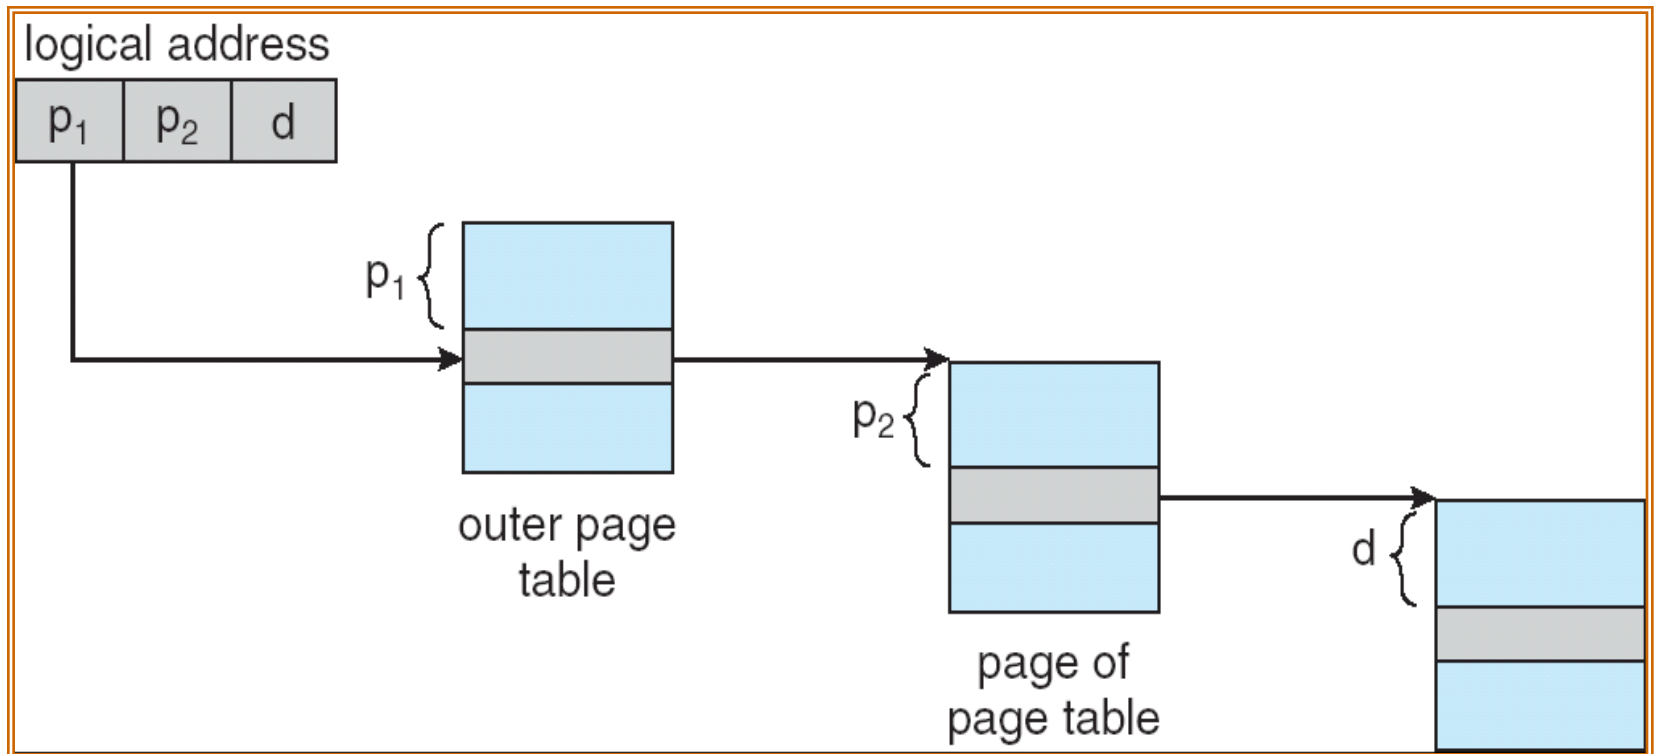 logical address
p₁ p₂ d
p₁
p₂
d
outer page
table
page of
page table